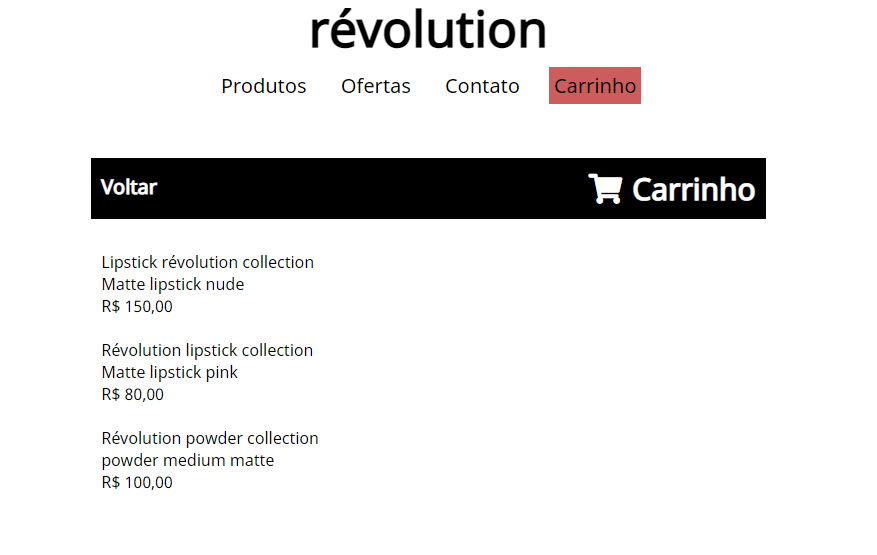 révolution
Produtos Ofertas Contato Carrinho
Voltar Carrinho
Lipstick révolution collection
Matte lipstick nude
R$ 150,00
Révolution lipstick collection
Matte lipstick pink
R$ 80,00
Révolution powder collection
powder medium matte
R$ 100,00